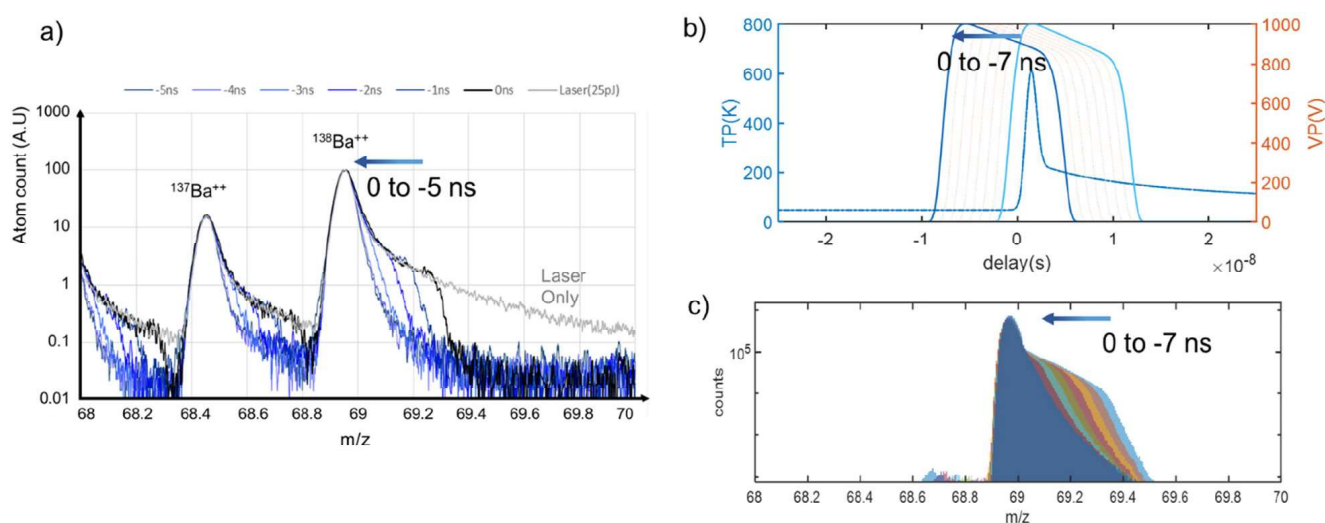 a)
-5ns -4ns -3ns -2ns -1ns 0ns Laser(25pJ)
Atom count (A.U)
1000
100
10
1
0.1
0.01
137Ba++
138Ba++
0 to -5 ns
Laser
Only
68 68.2 68.4 68.6 68.8 69 69.2 69.4 69.6 69.8 70
m/z
b)
800
600
400
200
0
TP(K)
0 to -7 ns
1000
800
600
400
200
0
VP(V)
-2 -1 0 1 2
delay(s)
×10-8
c)
0 to -7 ns
counts
105
68 68.2 68.4 68.6 68.8 69 69.2 69.4 69.6 69.8 70
m/z